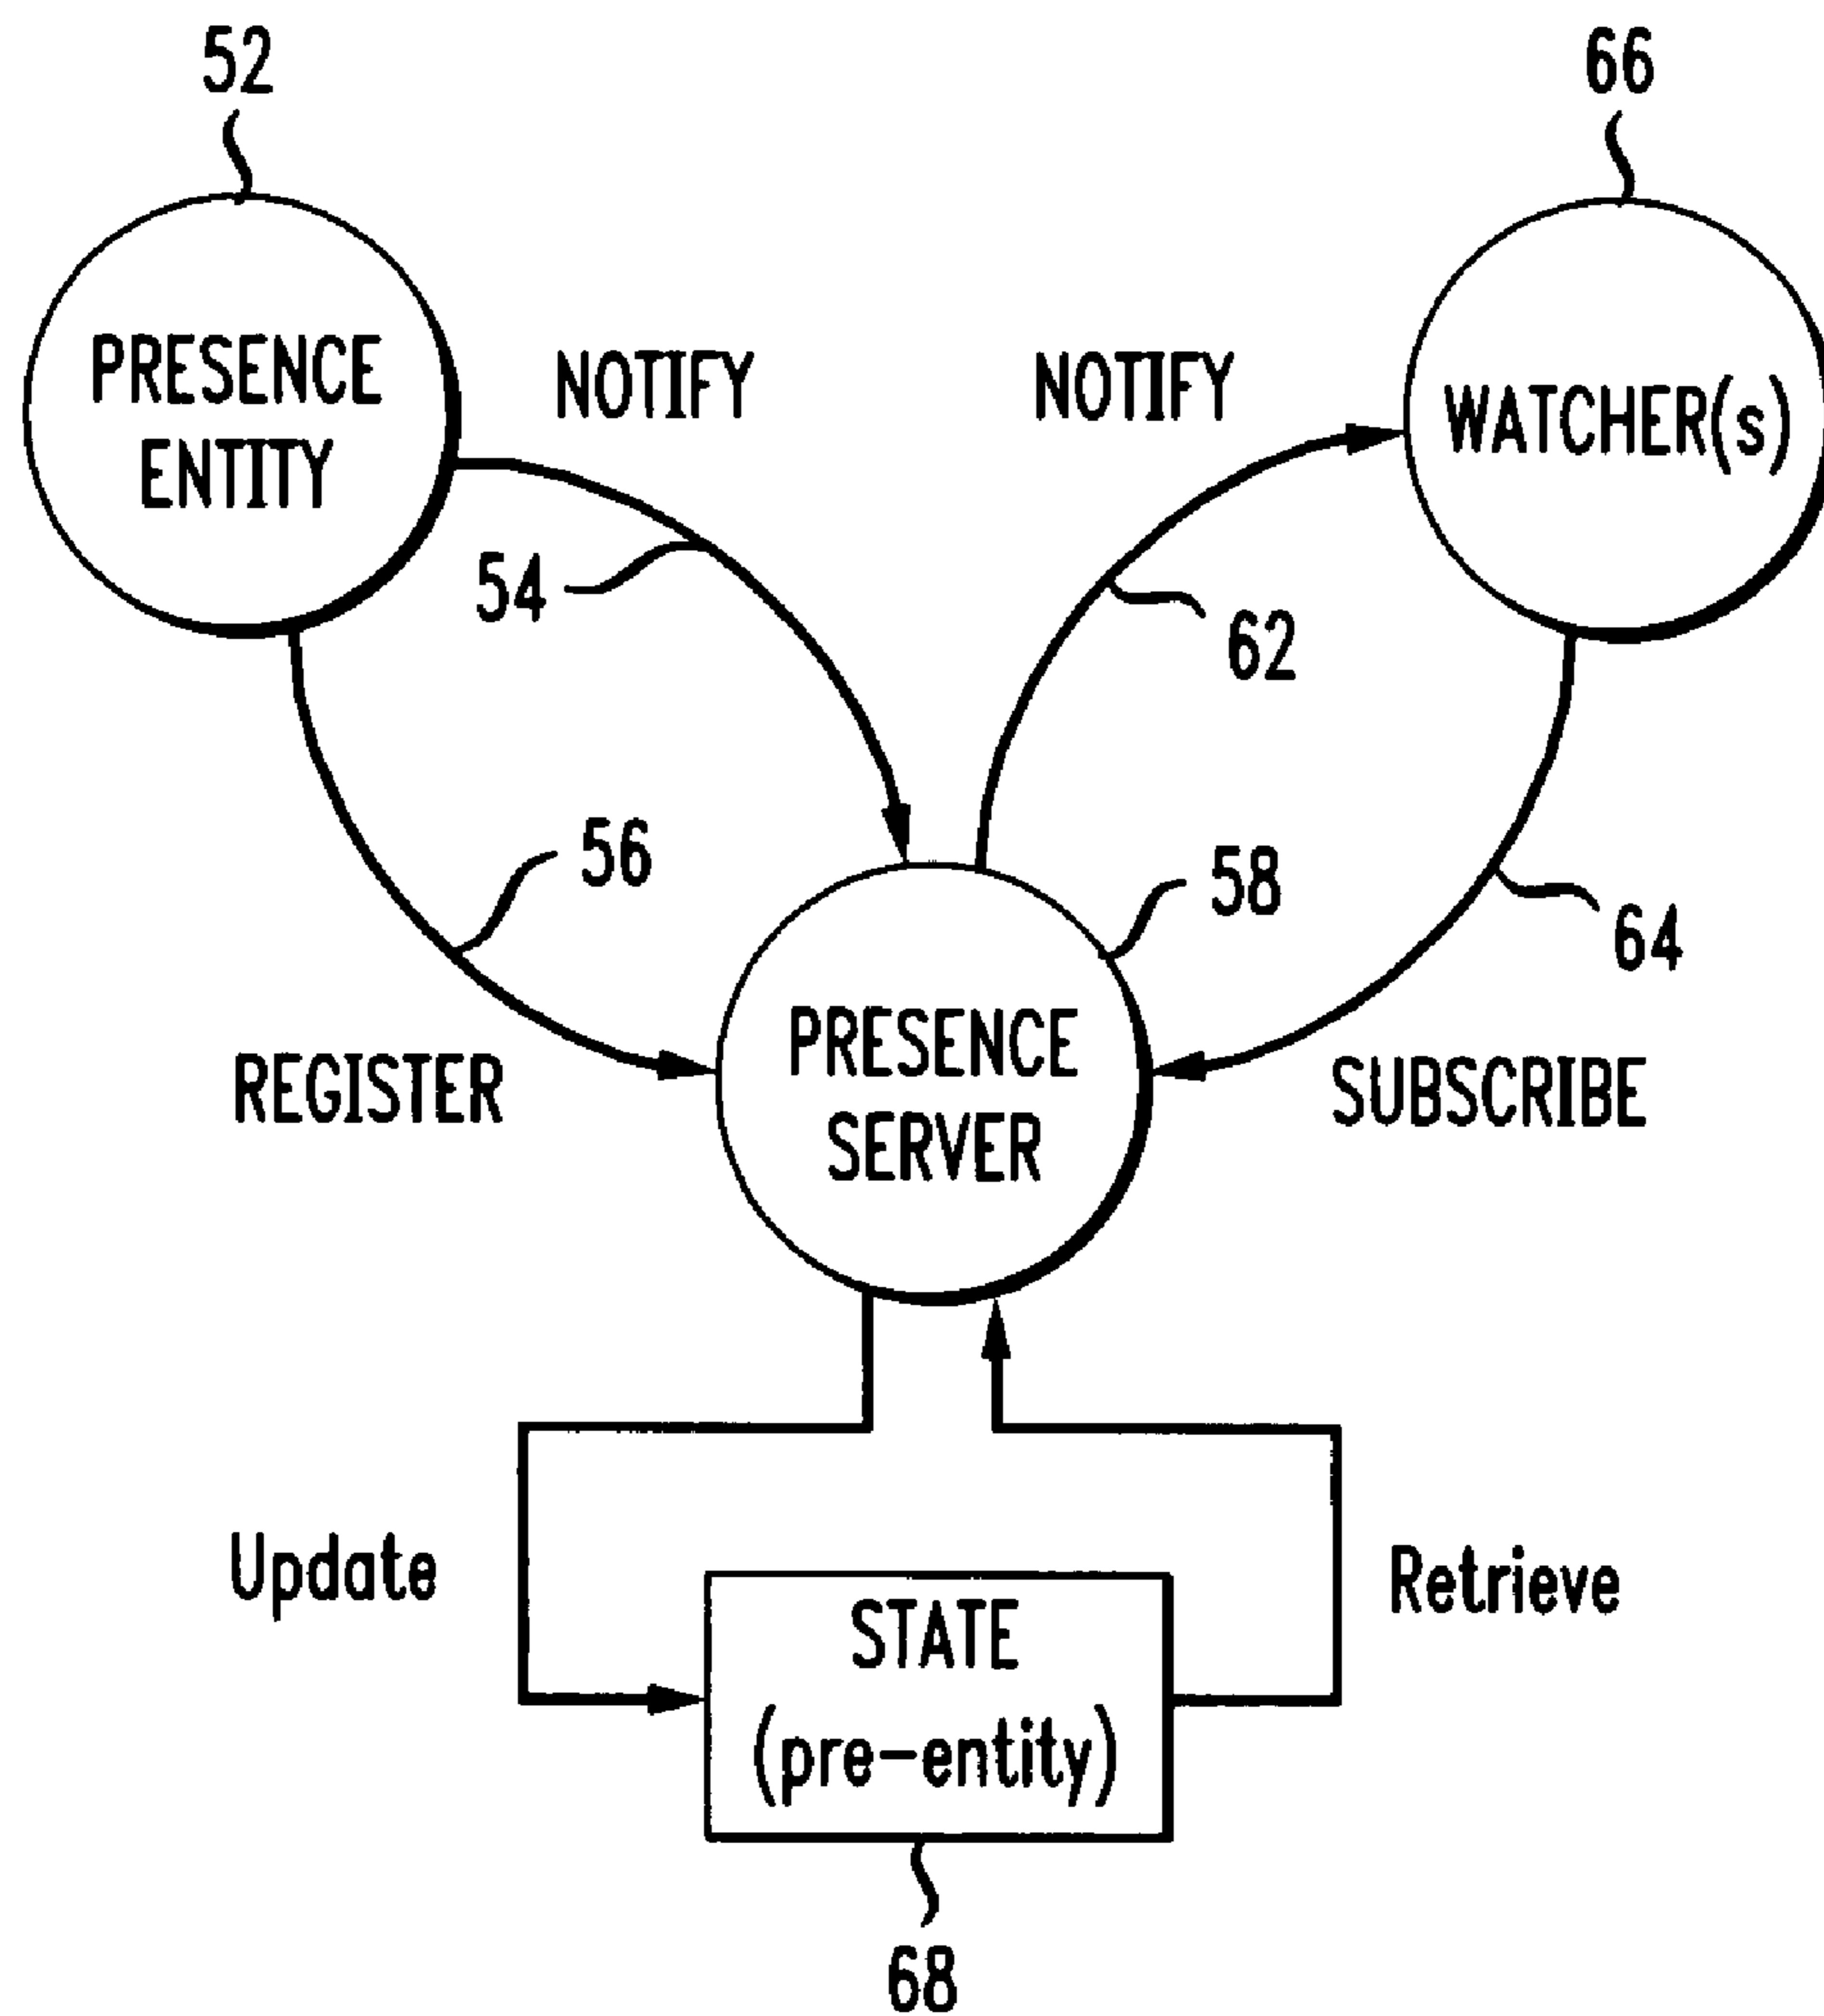 52
66
PRESENCE
ENTITY
NOTIFY
NOTIFY
WATCHER(s)
54
62
56
58
64
REGISTER
PRESENCE
SERVER
SUBSCRIBE
Update
Retrieve
STATE
(pre-entity)
68